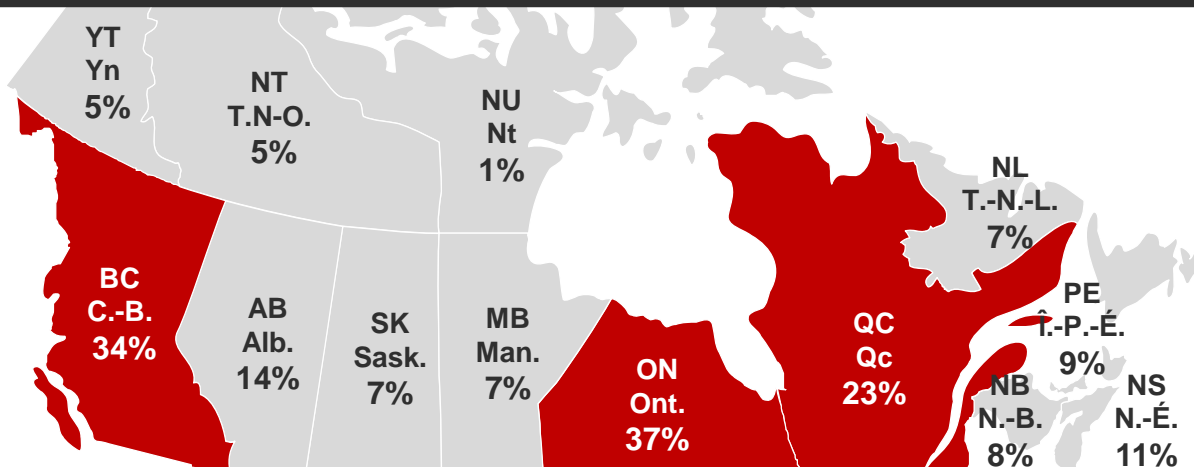 YT
Yn
5%
NT
T.N-O.
5%
NU
Nt
1%
NL
T.-N.-L.
7%
BC
C.-B.
34%
AB
Alb.
14%
SK
Sask.
7%
MB
Man.
7%
ON
Ont.
37%
QC
Qc
23%
PE
Î.-P.-É.
9%
NB
N.-B.
8%
NS
N.-É.
11%